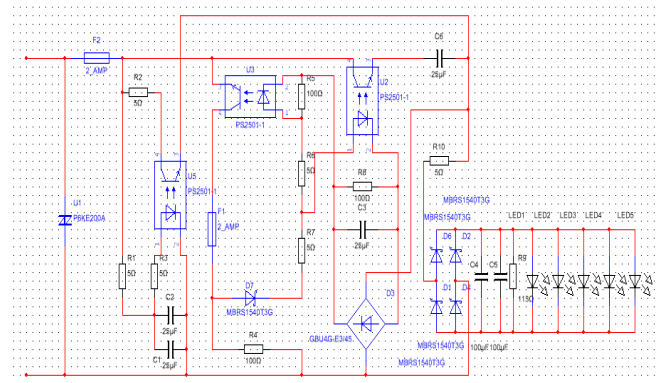 F2
2_AMP
R2
5Ω
U3
PS2501-1
R5
100Ω
U2
PS2501-1
C6
25µF
R10
5Ω
U5
PS2501-1
R6
5Ω
R8
100Ω
C3
25µF
U1
P6KE200A
F1
2_AMP
R7
5Ω
MBRS1540T3G
MBRS1540T3G
D6
D2
LED1
LED2
LED3
LED4
LED5
R1
5Ω
R3
5Ω
C4
C5
R9
115Ω
D7
MBRS1540T3G
D3
GBU4G-E3/45
D1
D4
C2
25µF
C1
25µF
R4
100Ω
100µF
100µF
MBRS1540T3G
MBRS1540T3G